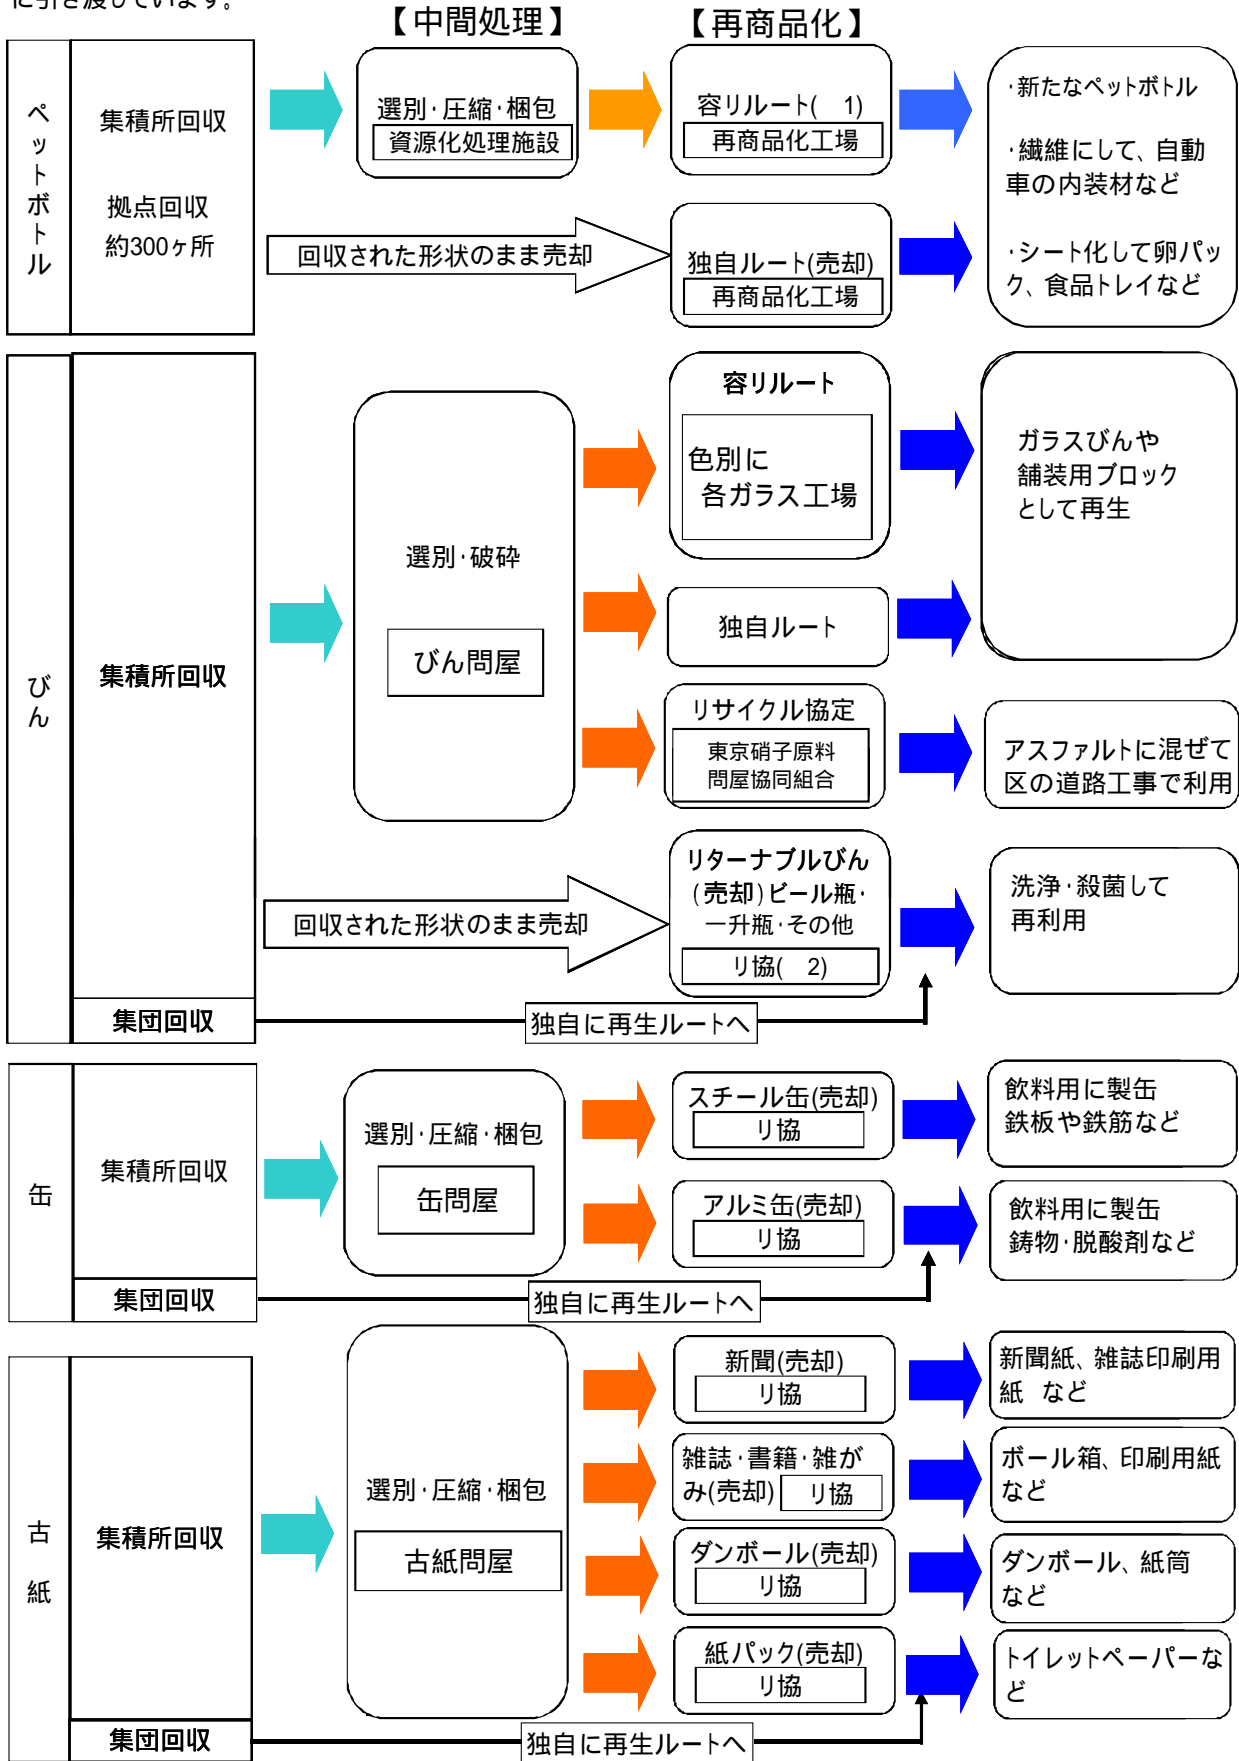 に引き渡しています。
【中間処理】
【再商品化】
ペットボトル
集積所回収
拠点回収
約300ヶ所
選別・圧縮・梱包
資源化処理施設
容リルート( 1)
再商品化工場
・新たなペットボトル
・繊維にして、自動
車の内装材など
・シート化して卵パッ
ク、食品トレイなど
回収された形状のまま売却
独自ルート(売却)
再商品化工場
びん
集積所回収
選別・破砕
びん問屋
容リルート
色別に
各ガラス工場
ガラスびんや
舗装用ブロック
として再生
独自ルート
リサイクル協定
東京硝子原料
問屋協同組合
アスファルトに混ぜて
区の道路工事で利用
回収された形状のまま売却
リターナブルびん
(売却)ビール瓶・
一升瓶・その他
リ協( 2)
洗浄・殺菌して
再利用
集団回収
独自に再生ルートへ
缶
集積所回収
選別・圧縮・梱包
缶問屋
スチール缶(売却)
リ協
飲料用に製缶
鉄板や鉄筋など
アルミ缶(売却)
リ協
飲料用に製缶
鋳物・脱酸剤など
集団回収
独自に再生ルートへ
古紙
集積所回収
選別・圧縮・梱包
古紙問屋
新聞(売却)
リ協
新聞紙、雑誌印刷用
紙 など
雑誌・書籍・雑が
み(売却) リ協
ボール箱、印刷用紙
など
ダンボール(売却)
リ協
ダンボール、紙筒
など
紙パック(売却)
リ協
トイレットペーパーな
ど
集団回収
独自に再生ルートへ